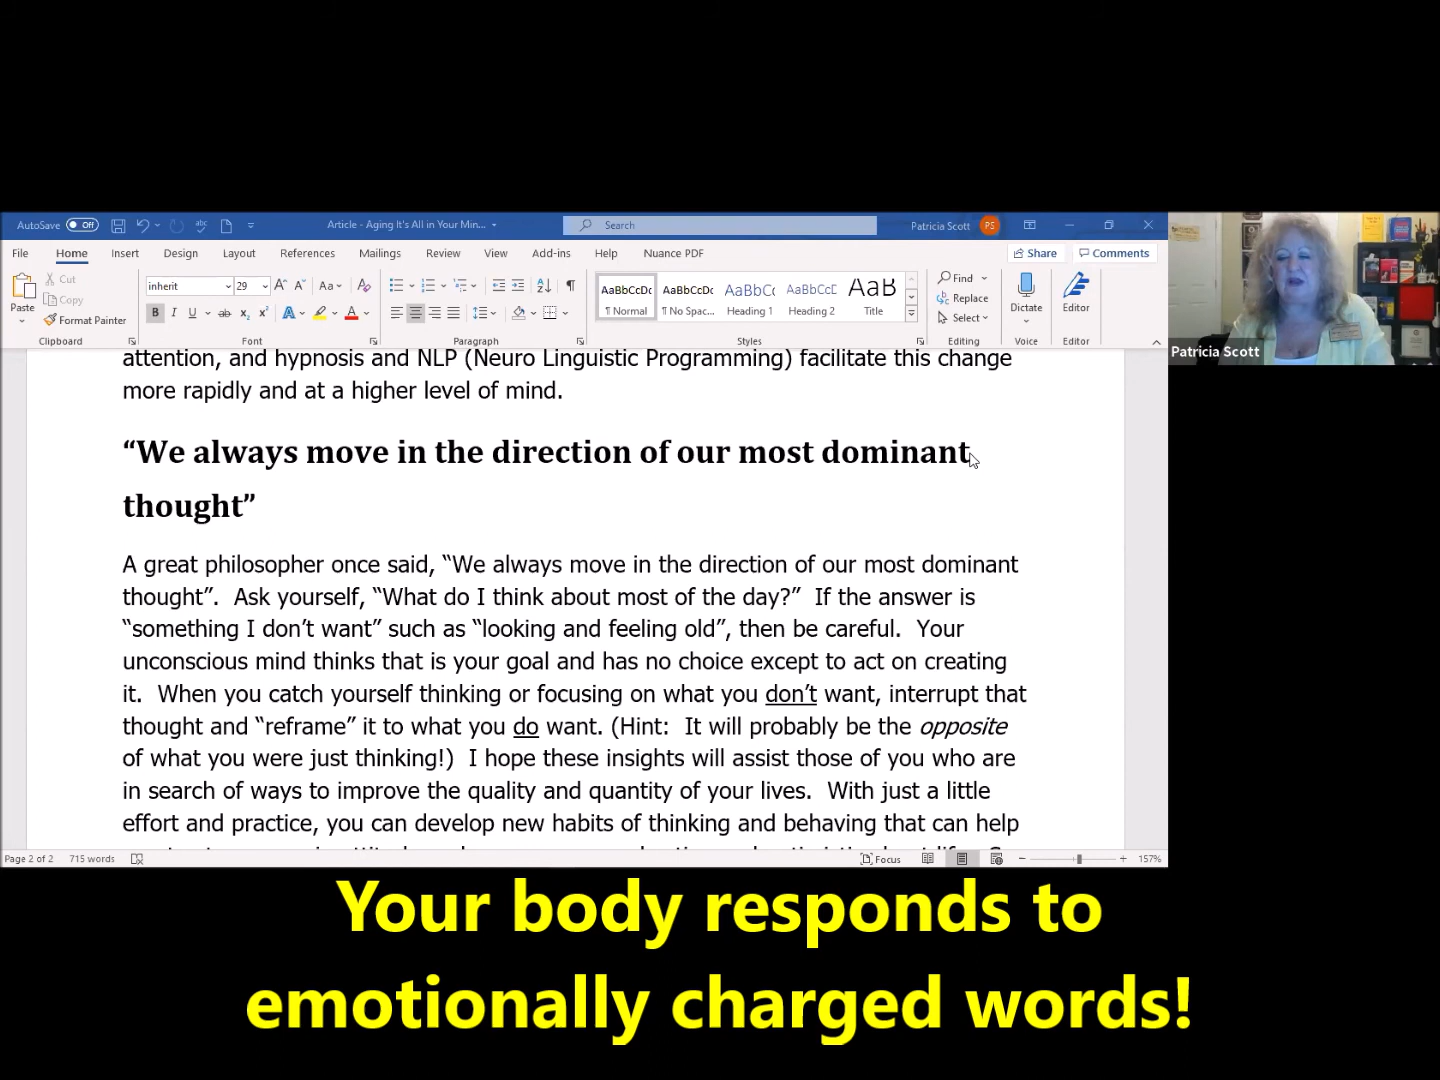 AutoSave Off
Article - Aging It's All in Your Min...
Search
Patricia Scott PS
File Home Insert Design Layout References Mailings Review View Add-ins Help Nuance PDF Share Comments
Paste
Cut
Copy
Format Painter
Clipboard
inherit 29
Aa
B I U ab x₂ x² A A
Font
Paragraph
AaBbCcDc AaBbCcDc AaBbCc AaBbCcD AaB
¶ Normal ¶ No Spac... Heading 1 Heading 2 Title
Styles
Find
Replace
Select
Editing
Dictate
Voice
Editor
Editor
Patricia Scott
attention, and hypnosis and NLP (Neuro Linguistic Programming) facilitate this change
more rapidly and at a higher level of mind.
“We always move in the direction of our most dominant
thought”
A great philosopher once said, “We always move in the direction of our most dominant
thought”. Ask yourself, “What do I think about most of the day?” If the answer is
“something I don’t want” such as “looking and feeling old”, then be careful. Your
unconscious mind thinks that is your goal and has no choice except to act on creating
it. When you catch yourself thinking or focusing on what you don’t want, interrupt that
thought and “reframe” it to what you do want. (Hint: It will probably be the opposite
of what you were just thinking!) I hope these insights will assist those of you who are
in search of ways to improve the quality and quantity of your lives. With just a little
effort and practice, you can develop new habits of thinking and behaving that can help
Page 2 of 2 715 words Focus 157%
Your body responds to
emotionally charged words!